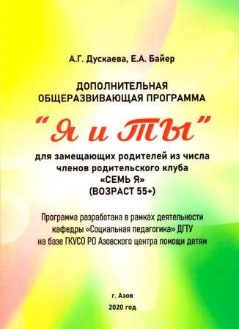 А.Г. Дускаева, Е.А. Байер
ДОПОЛНИТЕЛЬНАЯ
ОБЩЕРАЗВИВАЮЩАЯ ПРОГРАММА
"Я и ТЫ"
для замещающих родителей из числа
членов родительского клуба
«СЕМЬ Я»
(ВОЗРАСТ 55+)
Программа разработана в рамках деятельности
кафедры «Социальная педагогика» ДГТУ
на базе ГКУСО РО Азовского центра помощи детям
г. Азов
2020 год